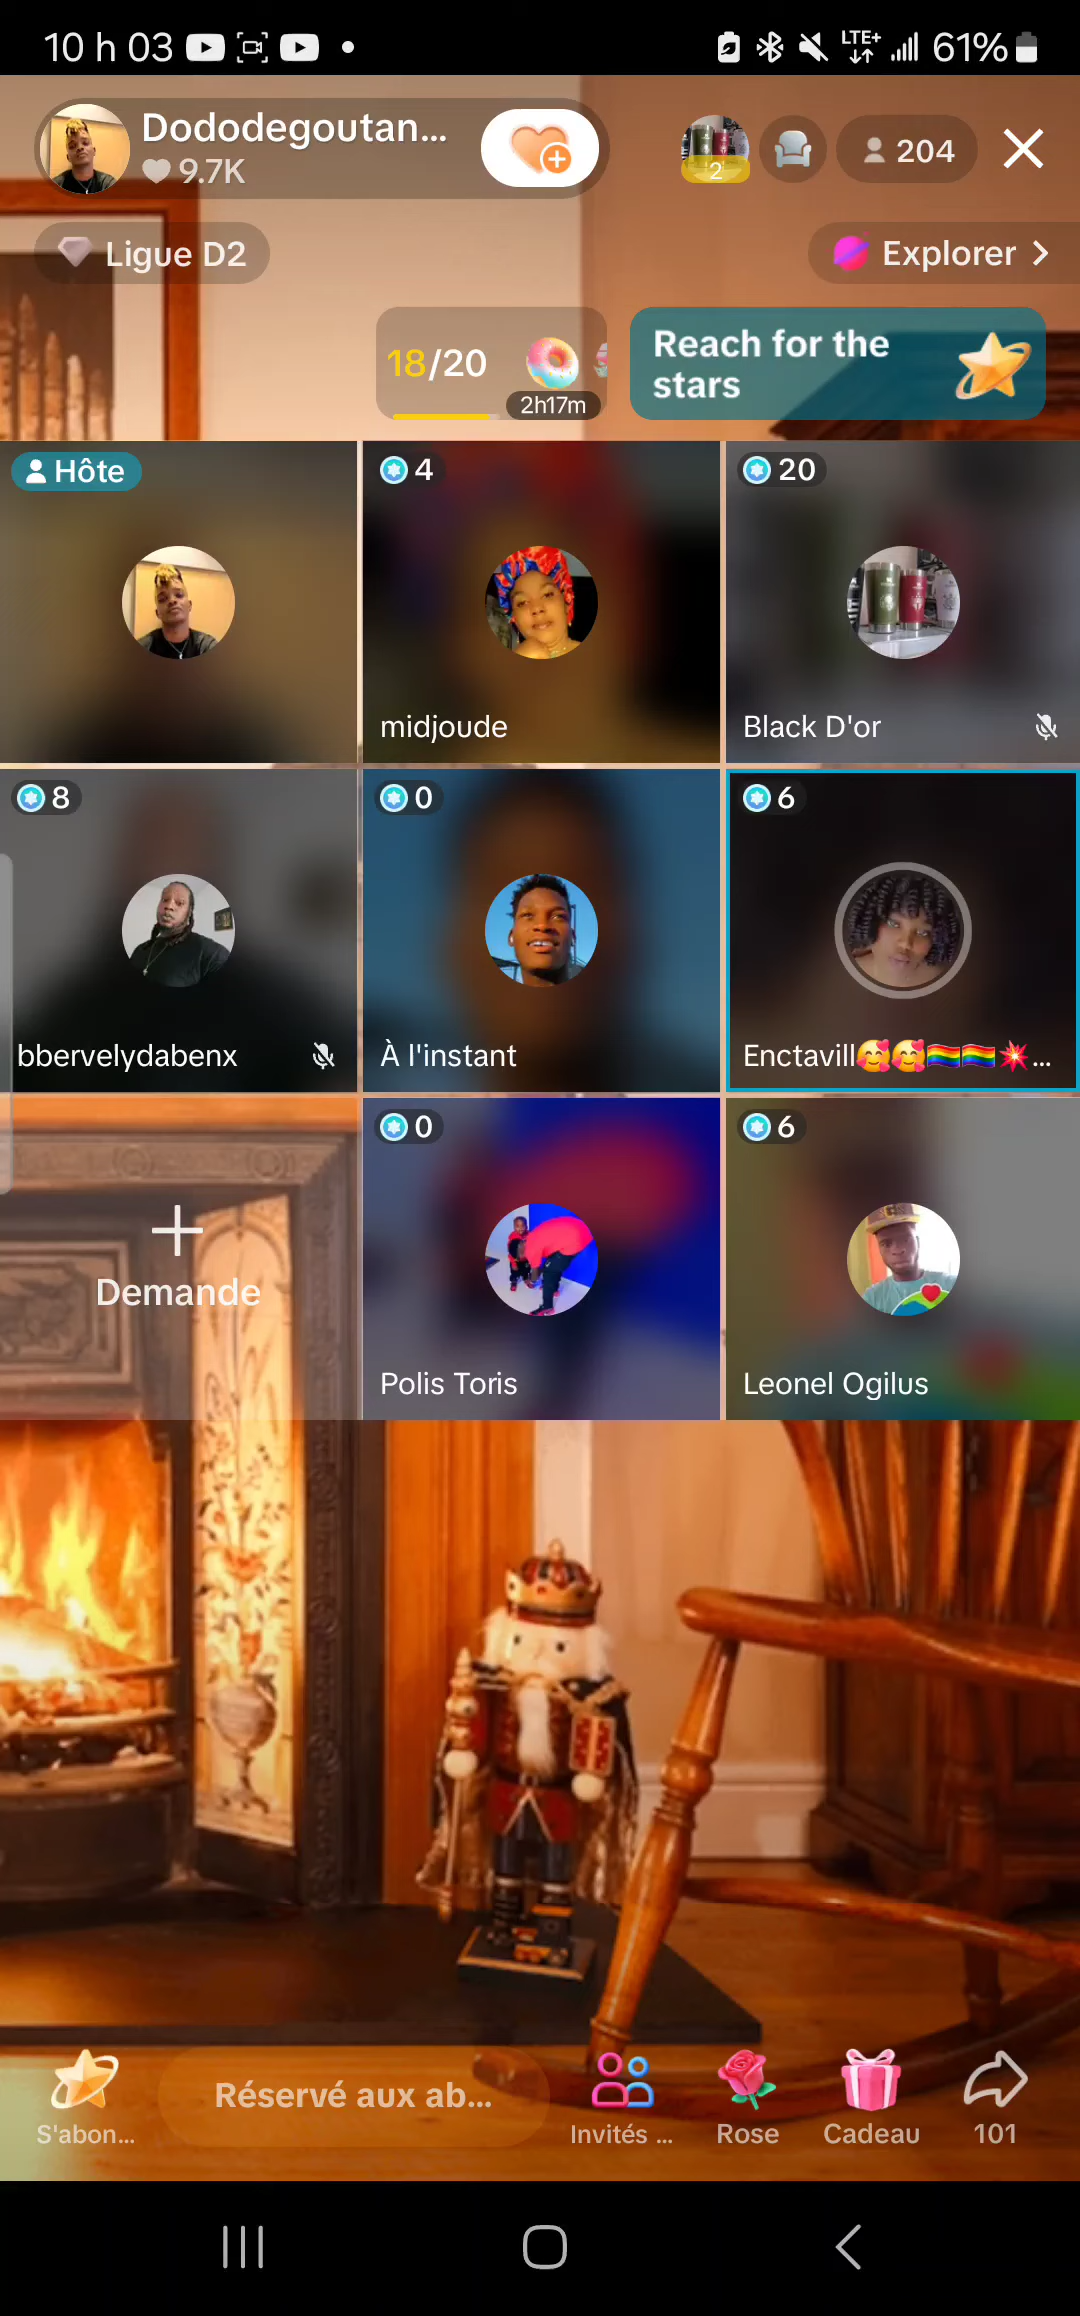 10 h 03
LTE+
61%
Dododegoutan...
9.7K
2
204
Ligue D2
Explorer
18/20
2h17m
Reach for the
stars
Hôte
4
20
midjoude
Black D'or
8
0
6
bbervelydabenx
À l'instant
Enctavill🥰🥰🏳️‍🌈🏳️‍🌈💥...
Demande
0
6
Polis Toris
Leonel Ogilus
Réservé aux ab...
S'abon...
Invités ...
Rose
Cadeau
101